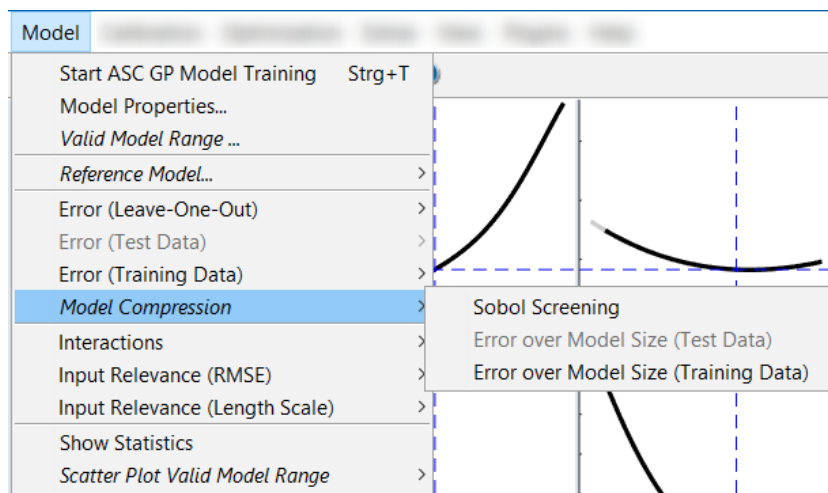 Model
Start ASC GP Model Training Strg+T
Model Properties...
Valid Model Range ...
Reference Model...
Error (Leave-One-Out)
Error (Test Data)
Error (Training Data)
Model Compression
Sobol Screening
Error over Model Size (Test Data)
Error over Model Size (Training Data)
Interactions
Input Relevance (RMSE)
Input Relevance (Length Scale)
Show Statistics
Scatter Plot Valid Model Range